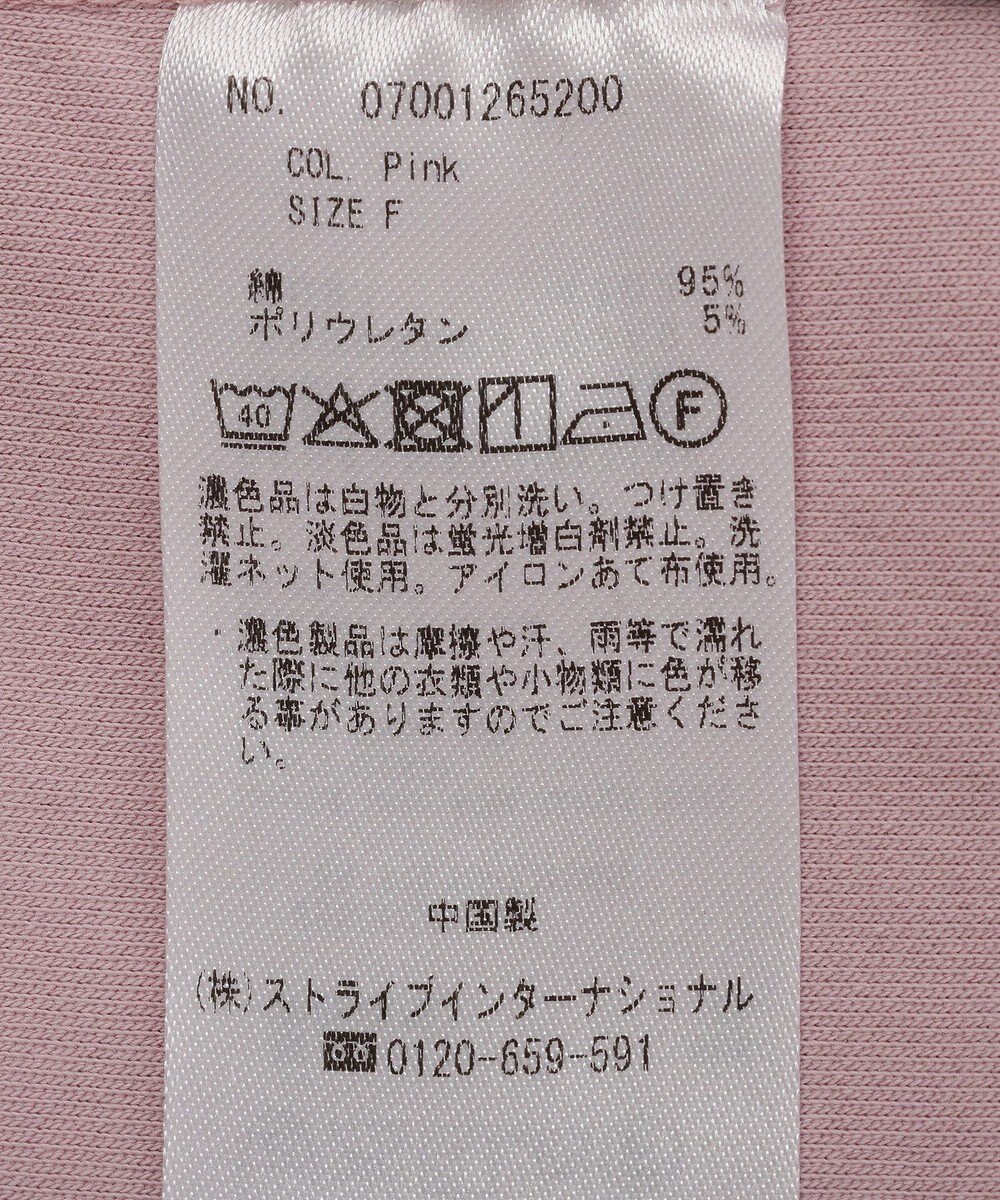 NO. 07001265200
COL. Pink
SIZE F
綿 95%
ポリウレタン 5%
40 F
濃色品は白物と分別洗い。つけ置き
禁止。淡色品は蛍光増白剤禁止。洗
濯ネット使用。アイロンあて布使用。
・濃色製品は摩擦や汗、雨等で濡れ
た際に他の衣類や小物類に色が移
る事がありますのでご注意くださ
い。
中国製
(株)ストライプインターナショナル
0120-659-591